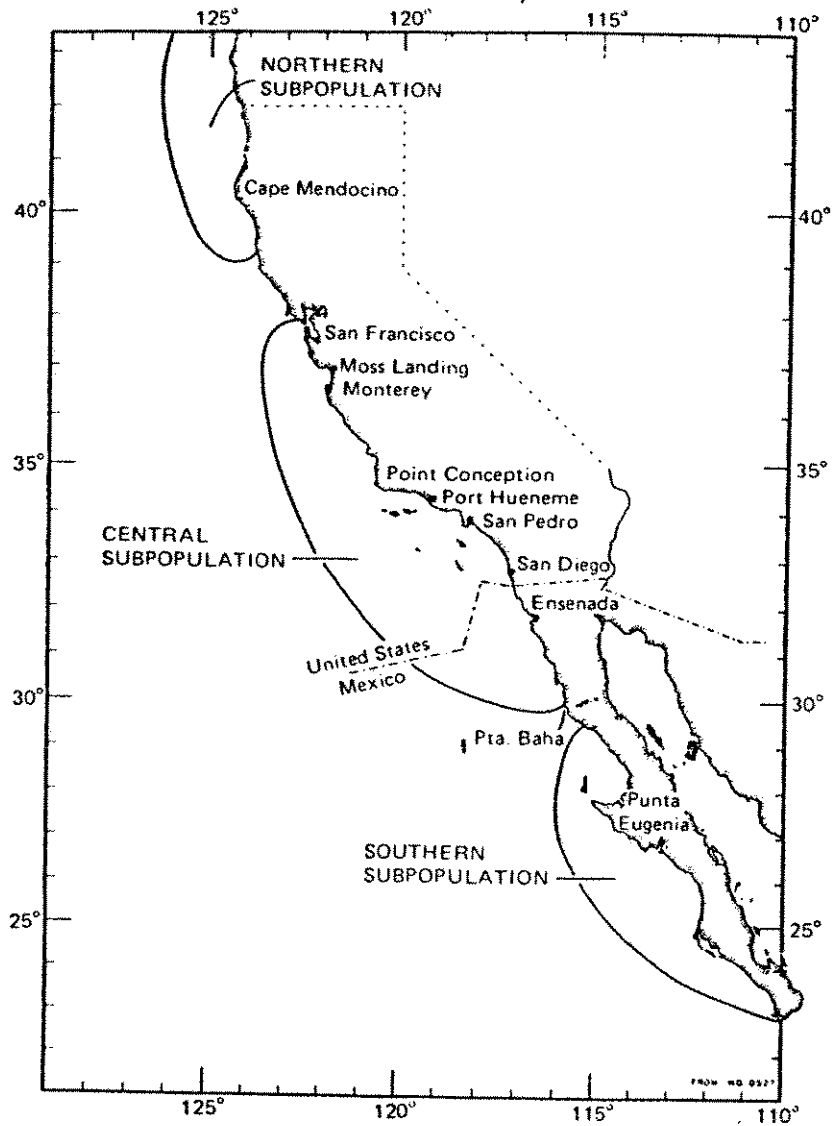 125° 120° 115° 110°
NORTHERN
SUBPOPULATION
Cape Mendocino
40° 40°
San Francisco
Moss Landing
Monterey
35° 35°
Point Conception
Port Hueneme
San Pedro
CENTRAL
SUBPOPULATION
San Diego
Ensenada
United States
Mexico
30° 30°
Pta. Baha
Punta
Eugenia
SOUTHERN
SUBPOPULATION
25° 25°
125° 120° 115° 110°